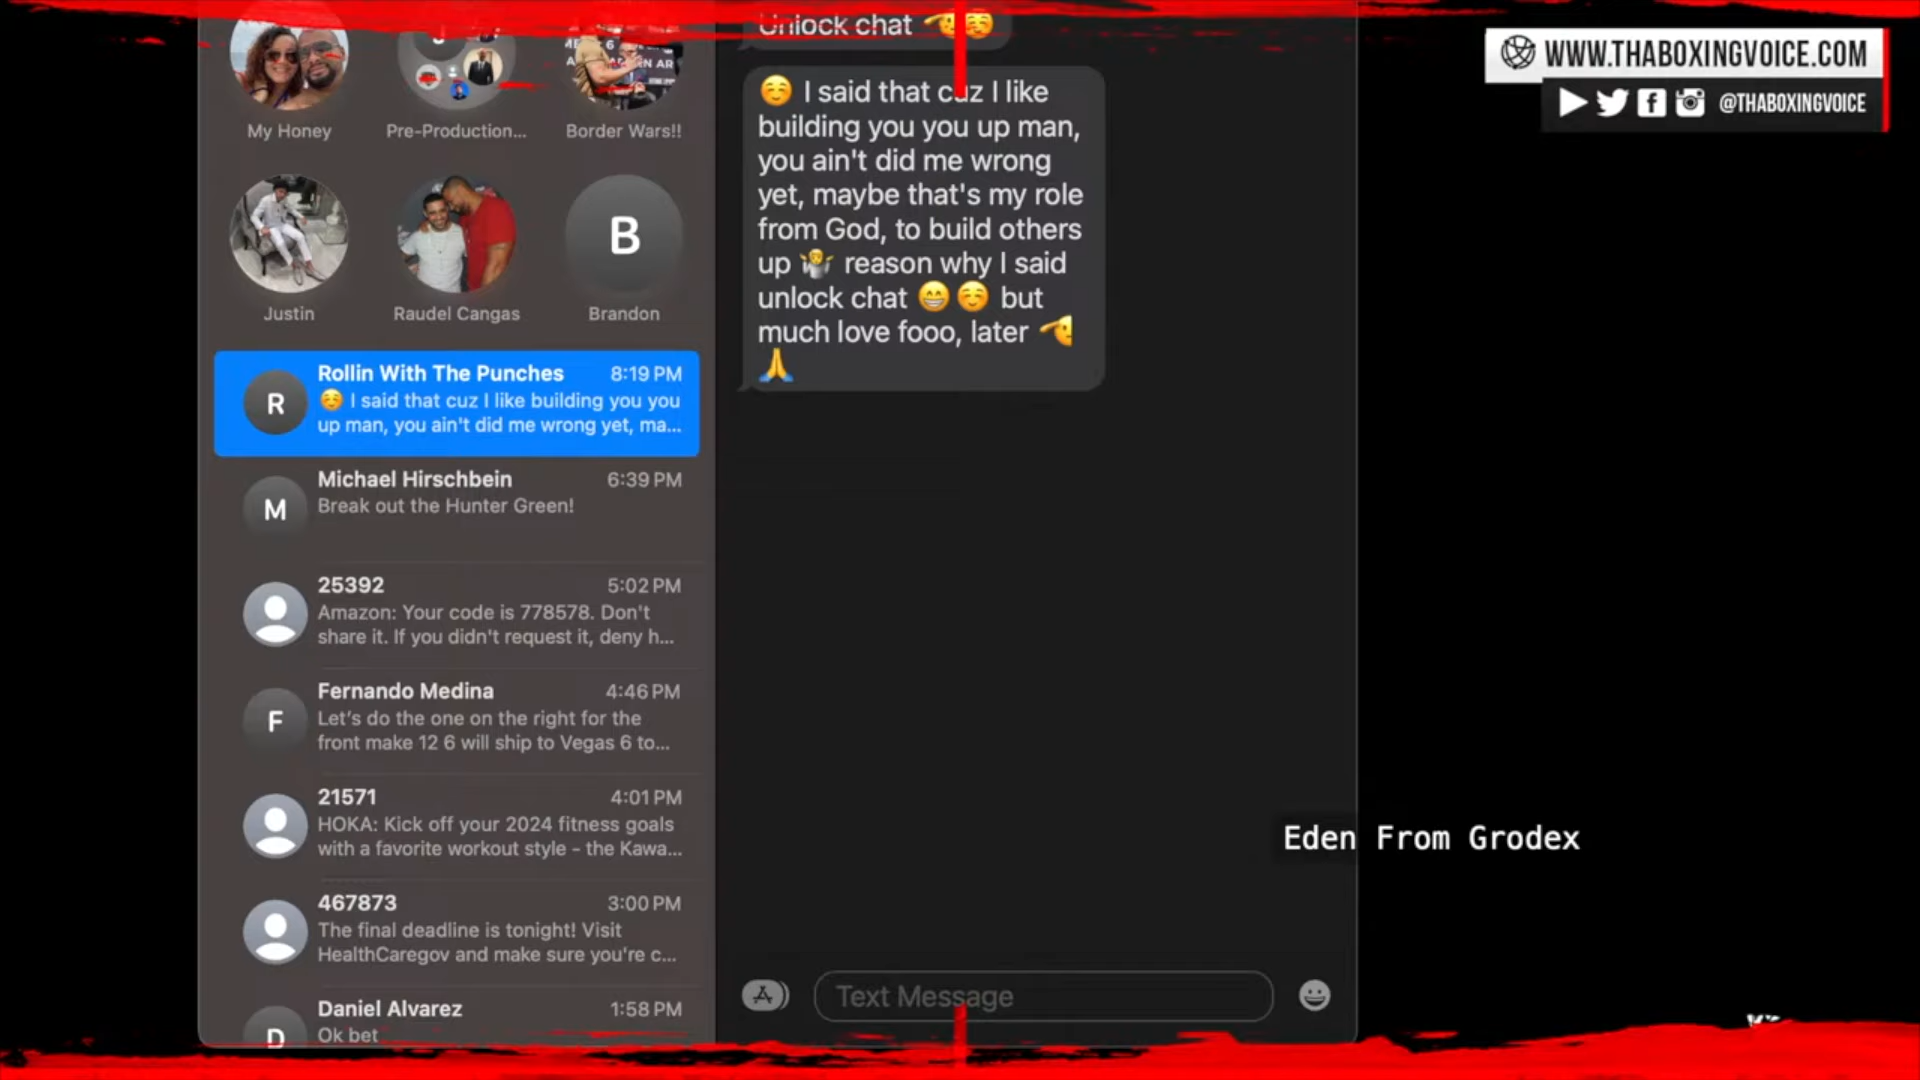 WWW.THABOXINGVOICE.COM
@THABOXINGVOICE
My Honey
Pre-Production...
Border Wars!!
Justin
Raudel Cangas
B
Brandon
R
Rollin With The Punches
8:19 PM
☺️ I said that cuz I like building you you
up man, you ain't did me wrong yet, ma...
M
Michael Hirschbein
6:39 PM
Break out the Hunter Green!
25392
5:02 PM
Amazon: Your code is 778578. Don't
share it. If you didn't request it, deny h...
F
Fernando Medina
4:46 PM
Let's do the one on the right for the
front make 12 6 will ship to Vegas 6 to...
21571
4:01 PM
HOKA: Kick off your 2024 fitness goals
with a favorite workout style - the Kawa...
467873
3:00 PM
The final deadline is tonight! Visit
HealthCaregov and make sure you're c...
D
Daniel Alvarez
1:58 PM
Ok bet
Unlock chat 🫡☺️
☺️ I said that cuz I like
building you you up man,
you ain't did me wrong
yet, maybe that's my role
from God, to build others
up 🤷 reason why I said
unlock chat 😁☺️ but
much love fooo, later 🫡
🙏
Text Message
Eden From Grodex